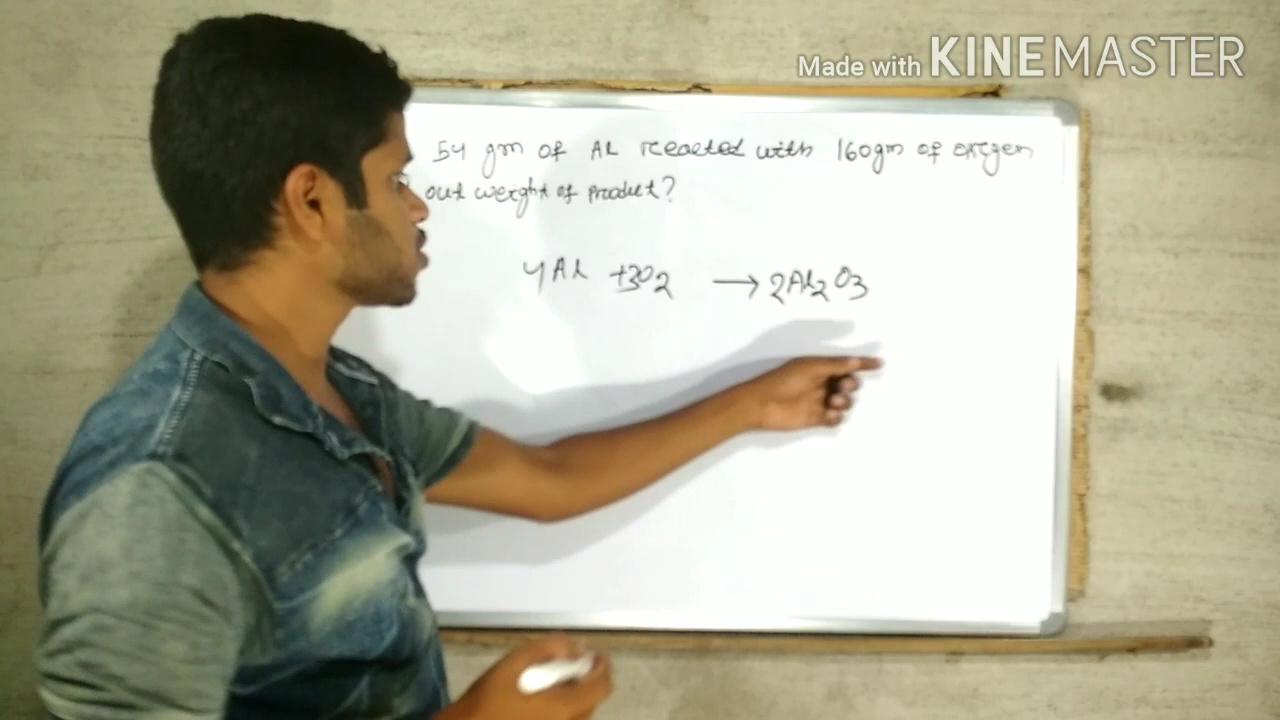 Made with KINEMASTER
54 gm of Al reacted with 160gm of oxygen
out weight of product?
4Al +3O2 → 2Al2O3